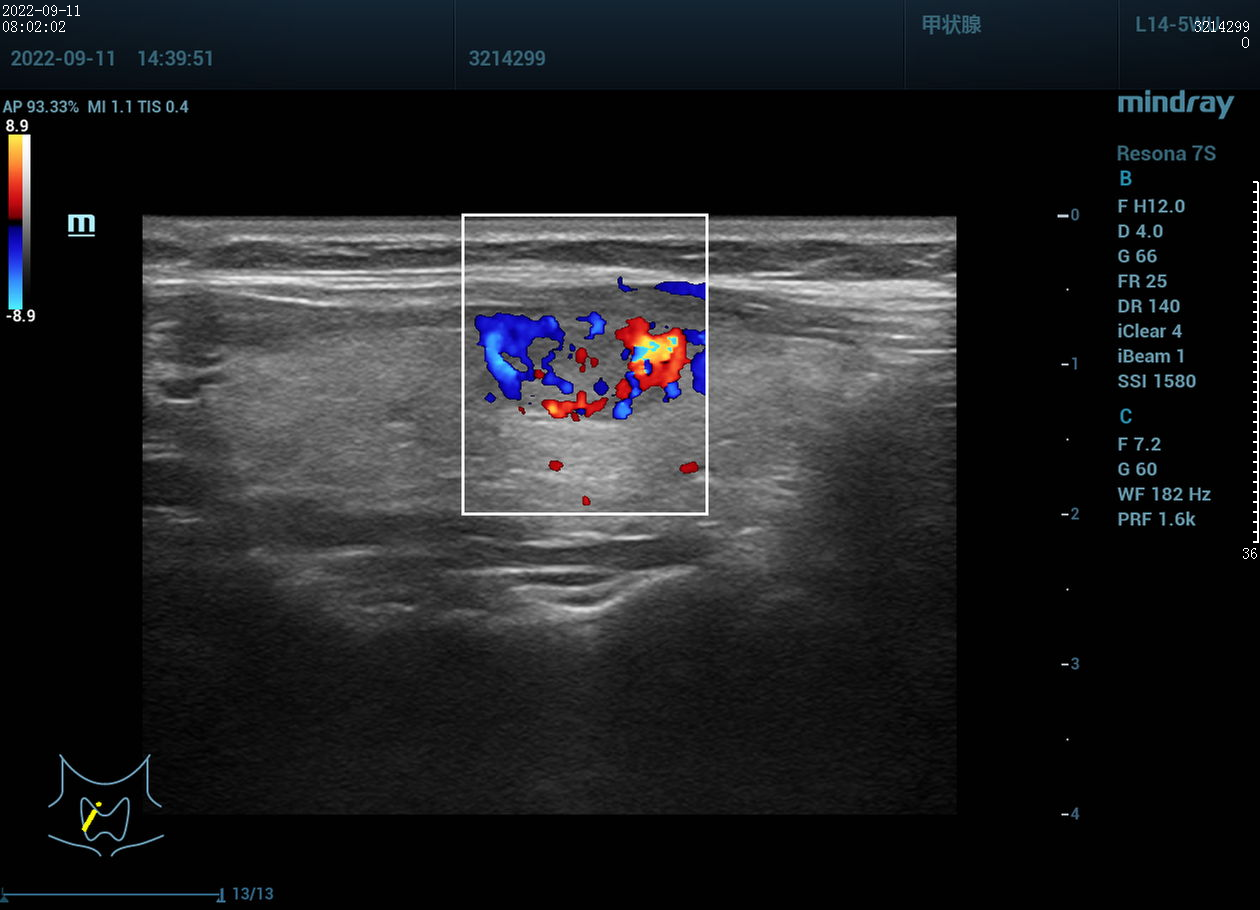 2022-09-11
08:02:02
甲状腺
L14-5WU
3214299
0
2022-09-11 14:39:51
3214299
AP 93.33% MI 1.1 TIS 0.4
mindray
8.9
-8.9
m
Resona 7S
B
F H12.0
D 4.0
G 66
FR 25
DR 140
iClear 4
iBeam 1
SSI 1580
C
F 7.2
G 60
WF 182 Hz
PRF 1.6k
0
1
2
3
4
36
13/13